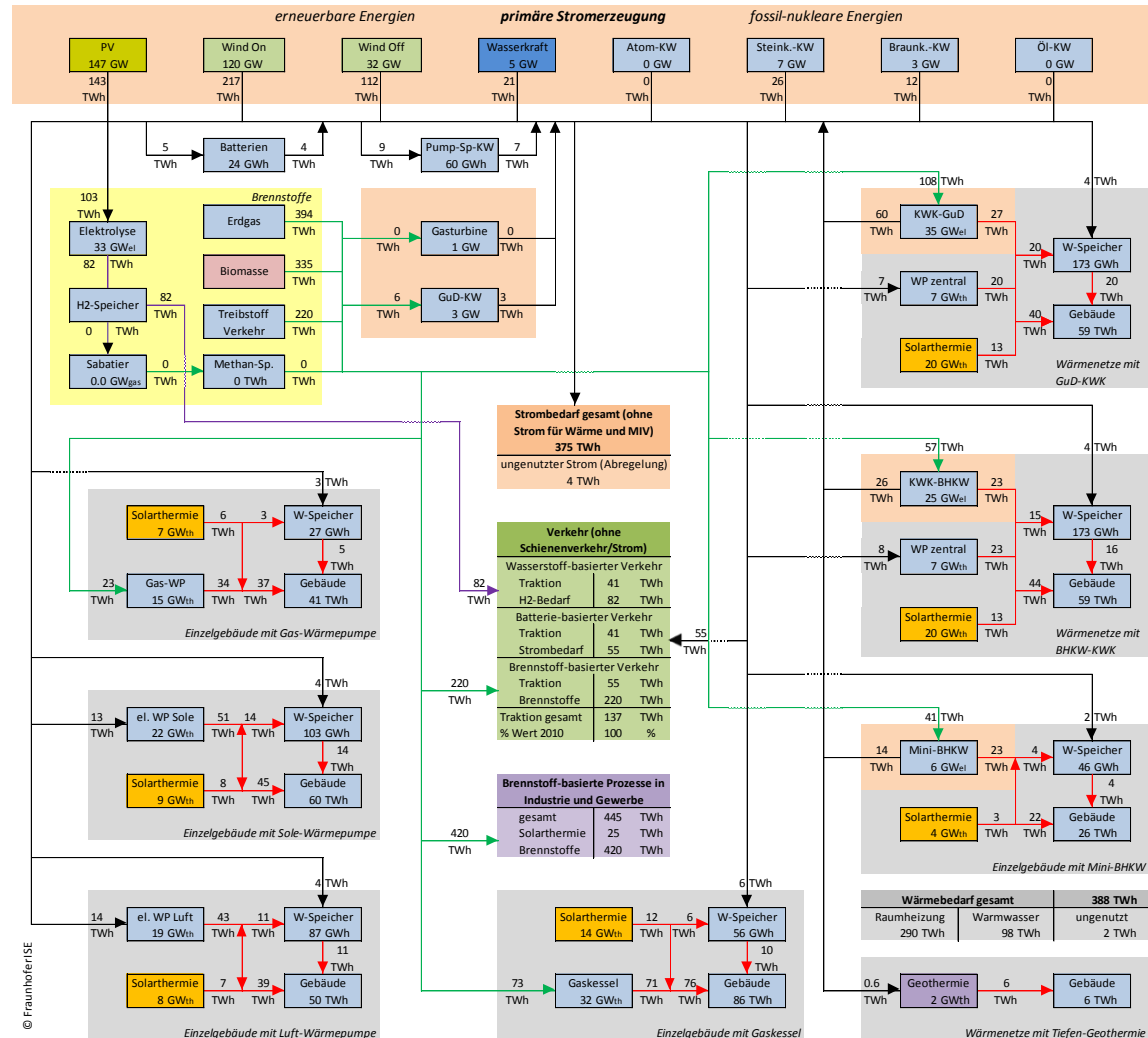 erneuerbare Energien primäre Stromerzeugung fossil-nukleare Energien
PV
147 GW
Wind On
120 GW
Wind Off
32 GW
Wasserkraft
5 GW
Atom-KW
0 GW
Steink.-KW
7 GW
Braunk.-KW
3 GW
Öl-KW
0 GW
143
TWh
217
TWh
112
TWh
21
TWh
0
TWh
26
TWh
12
TWh
0
TWh
5
TWh
Batterien
24 GWh
4
TWh
9
TWh
Pump-Sp-KW
60 GWh
7
TWh
Brennstoffe
103
TWh
Elektrolyse
33 GWel
82 TWh
H2-Speicher
82
TWh
0 TWh
Sabatier
0.0 GWgas
0
TWh
Erdgas
394
TWh
Biomasse
335
TWh
Treibstoff
Verkehr
220
TWh
Methan-Sp.
0 TWh
0
TWh
0
TWh
Gasturbine
1 GW
0
TWh
6
TWh
GuD-KW
3 GW
3
TWh
108 TWh
4 TWh
60
TWh
KWK-GuD
35 GWel
27
TWh
20
TWh
W-Speicher
173 GWh
7
TWh
WP zentral
7 GWth
20
TWh
20
TWh
40
TWh
Gebäude
59 TWh
Solarthermie
20 GWth
13
TWh
Wärmenetze mit
GuD-KWK
Strombedarf gesamt (ohne
Strom für Wärme und MIV)
375 TWh
ungenutzter Strom (Abregelung)
4 TWh
57 TWh
4 TWh
26
TWh
KWK-BHKW
25 GWel
23
TWh
15
TWh
W-Speicher
173 GWh
8
TWh
WP zentral
7 GWth
23
TWh
16
TWh
44
TWh
Gebäude
59 TWh
Solarthermie
20 GWth
13
TWh
Wärmenetze mit
BHKW-KWK
3 TWh
Solarthermie
7 GWth
6
TWh
3
W-Speicher
27 GWh
5
TWh
23
TWh
Gas-WP
15 GWth
34
TWh
37
TWh
Gebäude
41 TWh
Einzelgebäude mit Gas-Wärmepumpe
82
TWh
Verkehr (ohne
Schienenverkehr/Strom)
Wasserstoff-basierter Verkehr
Traktion 41 TWh
H2-Bedarf 82 TWh
Batterie-basierter Verkehr
Traktion 41 TWh
Strombedarf 55 TWh
Brennstoff-basierter Verkehr
Traktion 55 TWh
Brennstoffe 220 TWh
Traktion gesamt 137 TWh
% Wert 2010 100 %
55
TWh
220
TWh
4 TWh
13
TWh
el. WP Sole
22 GWth
51
TWh
14
TWh
W-Speicher
103 GWh
14
TWh
Solarthermie
9 GWth
8
TWh
45
TWh
Gebäude
60 TWh
Einzelgebäude mit Sole-Wärmepumpe
41 TWh
2 TWh
14
TWh
Mini-BHKW
6 GWel
23
TWh
4
TWh
W-Speicher
46 GWh
4
TWh
Solarthermie
4 GWth
3
TWh
22
TWh
Gebäude
26 TWh
Einzelgebäude mit Mini-BHKW
Brennstoff-basierte Prozesse in
Industrie und Gewerbe
gesamt 445 TWh
Solarthermie 25 TWh
Brennstoffe 420 TWh
420
TWh
4 TWh
14
TWh
el. WP Luft
19 GWth
43
TWh
11
TWh
W-Speicher
87 GWh
11
TWh
Solarthermie
8 GWth
7
TWh
39
TWh
Gebäude
50 TWh
Einzelgebäude mit Luft-Wärmepumpe
6 TWh
Solarthermie
14 GWth
12
TWh
6
TWh
W-Speicher
56 GWh
10
TWh
73
TWh
Gaskessel
32 GWth
71
TWh
76
TWh
Gebäude
86 TWh
Einzelgebäude mit Gaskessel
Wärmebedarf gesamt 388 TWh
Raumheizung Warmwasser ungenutzt
290 TWh 98 TWh 2 TWh
0.6
TWh
Geothermie
2 GWth
6
TWh
Gebäude
6 TWh
Wärmenetze mit Tiefen-Geothermie
© Fraunhofer ISE